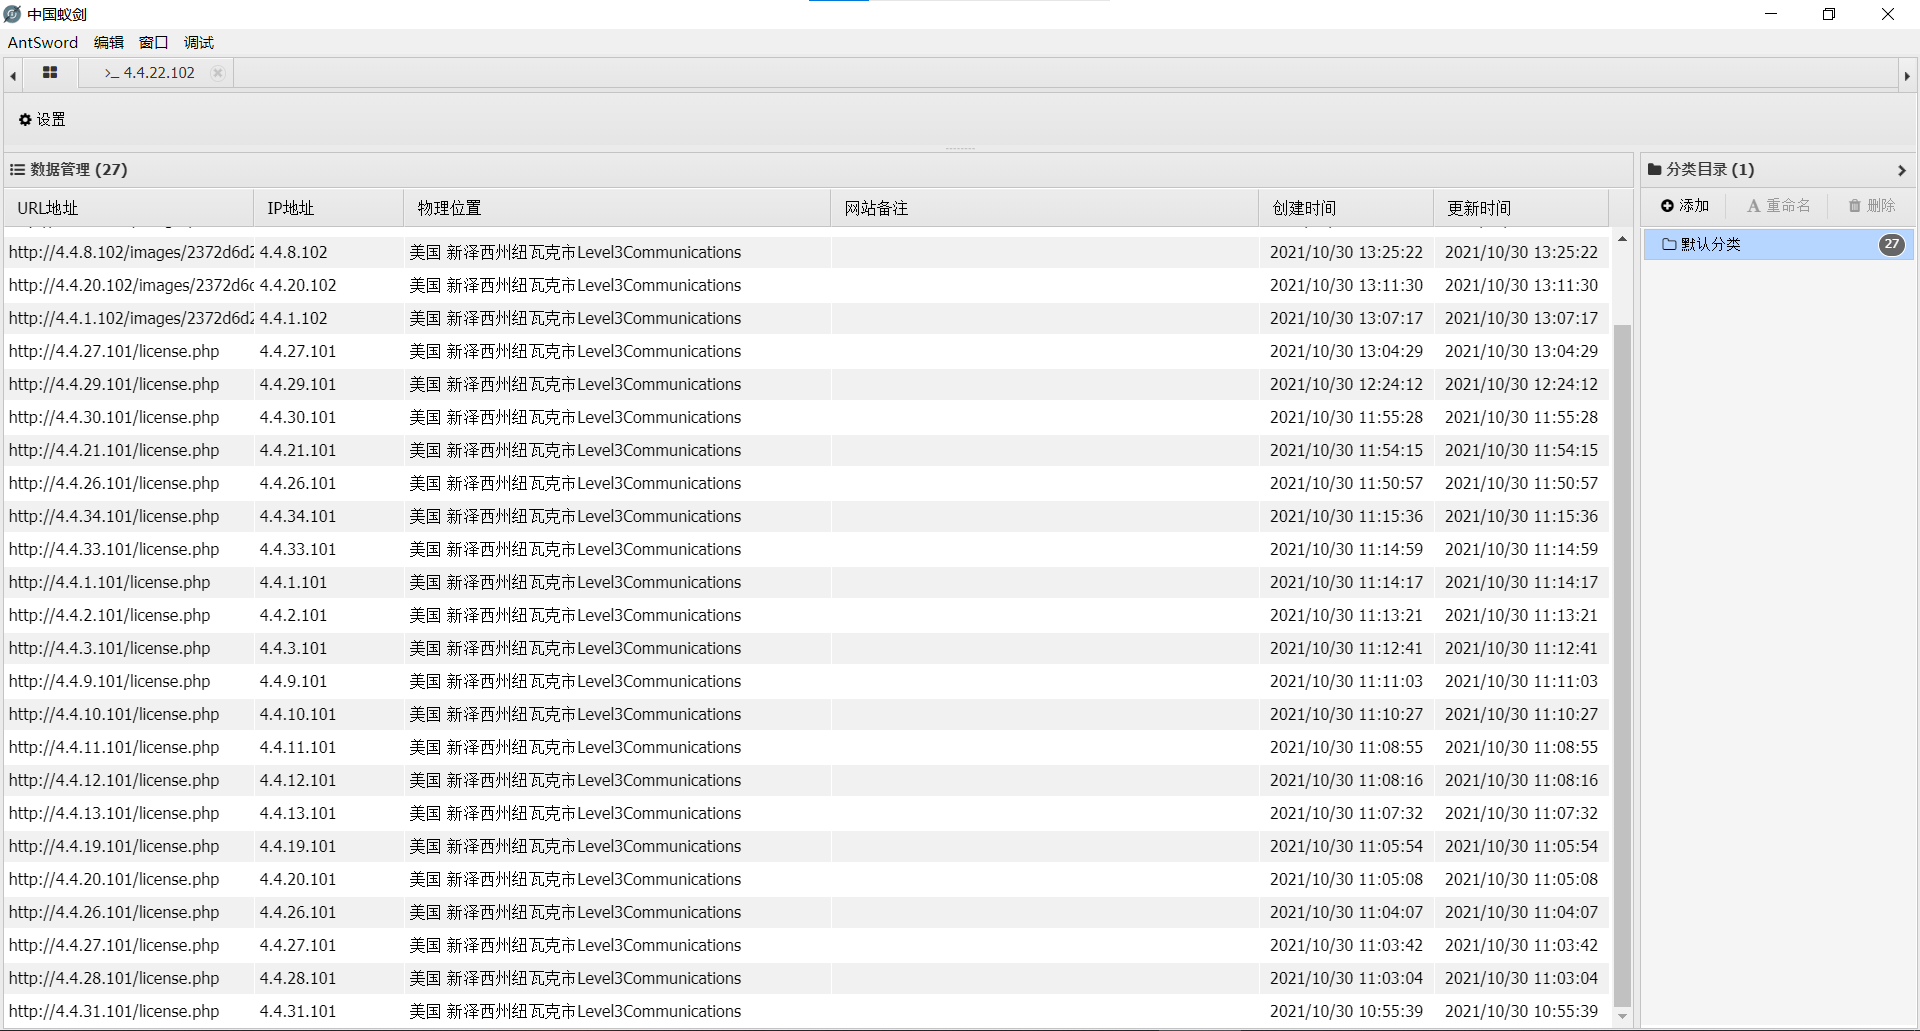 中国蚁剑
AntSword 编辑 窗口 调试
>_ 4.4.22.102
设置
数据管理 (27)
分类目录 (1)
URL地址 IP地址 物理位置 网站备注 创建时间 更新时间
添加 重命名 删除
默认分类 27
http://4.4.8.102/images/2372d6d2 4.4.8.102 美国 新泽西州纽瓦克市Level3Communications 2021/10/30 13:25:22 2021/10/30 13:25:22
http://4.4.20.102/images/2372d6c 4.4.20.102 美国 新泽西州纽瓦克市Level3Communications 2021/10/30 13:11:30 2021/10/30 13:11:30
http://4.4.1.102/images/2372d6d2 4.4.1.102 美国 新泽西州纽瓦克市Level3Communications 2021/10/30 13:07:17 2021/10/30 13:07:17
http://4.4.27.101/license.php 4.4.27.101 美国 新泽西州纽瓦克市Level3Communications 2021/10/30 13:04:29 2021/10/30 13:04:29
http://4.4.29.101/license.php 4.4.29.101 美国 新泽西州纽瓦克市Level3Communications 2021/10/30 12:24:12 2021/10/30 12:24:12
http://4.4.30.101/license.php 4.4.30.101 美国 新泽西州纽瓦克市Level3Communications 2021/10/30 11:55:28 2021/10/30 11:55:28
http://4.4.21.101/license.php 4.4.21.101 美国 新泽西州纽瓦克市Level3Communications 2021/10/30 11:54:15 2021/10/30 11:54:15
http://4.4.26.101/license.php 4.4.26.101 美国 新泽西州纽瓦克市Level3Communications 2021/10/30 11:50:57 2021/10/30 11:50:57
http://4.4.34.101/license.php 4.4.34.101 美国 新泽西州纽瓦克市Level3Communications 2021/10/30 11:15:36 2021/10/30 11:15:36
http://4.4.33.101/license.php 4.4.33.101 美国 新泽西州纽瓦克市Level3Communications 2021/10/30 11:14:59 2021/10/30 11:14:59
http://4.4.1.101/license.php 4.4.1.101 美国 新泽西州纽瓦克市Level3Communications 2021/10/30 11:14:17 2021/10/30 11:14:17
http://4.4.2.101/license.php 4.4.2.101 美国 新泽西州纽瓦克市Level3Communications 2021/10/30 11:13:21 2021/10/30 11:13:21
http://4.4.3.101/license.php 4.4.3.101 美国 新泽西州纽瓦克市Level3Communications 2021/10/30 11:12:41 2021/10/30 11:12:41
http://4.4.9.101/license.php 4.4.9.101 美国 新泽西州纽瓦克市Level3Communications 2021/10/30 11:11:03 2021/10/30 11:11:03
http://4.4.10.101/license.php 4.4.10.101 美国 新泽西州纽瓦克市Level3Communications 2021/10/30 11:10:27 2021/10/30 11:10:27
http://4.4.11.101/license.php 4.4.11.101 美国 新泽西州纽瓦克市Level3Communications 2021/10/30 11:08:55 2021/10/30 11:08:55
http://4.4.12.101/license.php 4.4.12.101 美国 新泽西州纽瓦克市Level3Communications 2021/10/30 11:08:16 2021/10/30 11:08:16
http://4.4.13.101/license.php 4.4.13.101 美国 新泽西州纽瓦克市Level3Communications 2021/10/30 11:07:32 2021/10/30 11:07:32
http://4.4.19.101/license.php 4.4.19.101 美国 新泽西州纽瓦克市Level3Communications 2021/10/30 11:05:54 2021/10/30 11:05:54
http://4.4.20.101/license.php 4.4.20.101 美国 新泽西州纽瓦克市Level3Communications 2021/10/30 11:05:08 2021/10/30 11:05:08
http://4.4.26.101/license.php 4.4.26.101 美国 新泽西州纽瓦克市Level3Communications 2021/10/30 11:04:07 2021/10/30 11:04:07
http://4.4.27.101/license.php 4.4.27.101 美国 新泽西州纽瓦克市Level3Communications 2021/10/30 11:03:42 2021/10/30 11:03:42
http://4.4.28.101/license.php 4.4.28.101 美国 新泽西州纽瓦克市Level3Communications 2021/10/30 11:03:04 2021/10/30 11:03:04
http://4.4.31.101/license.php 4.4.31.101 美国 新泽西州纽瓦克市Level3Communications 2021/10/30 10:55:39 2021/10/30 10:55:39